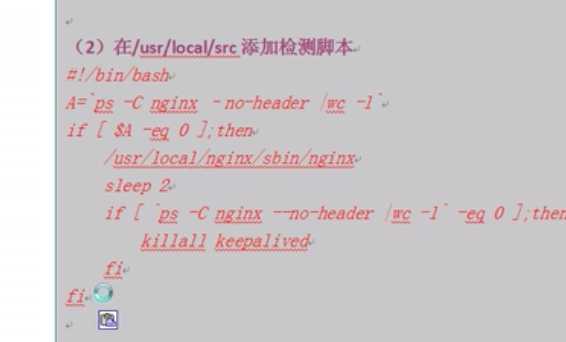 （2）在/usr/local/src 添加检测脚本
#!/bin/bash
A=`ps -C nginx –no-header |wc -l`
if [ $A -eq 0 ];then
/usr/local/nginx/sbin/nginx
sleep 2
if [ `ps -C nginx --no-header |wc -l` -eq 0 ];then
killall keepalived
fi
fi